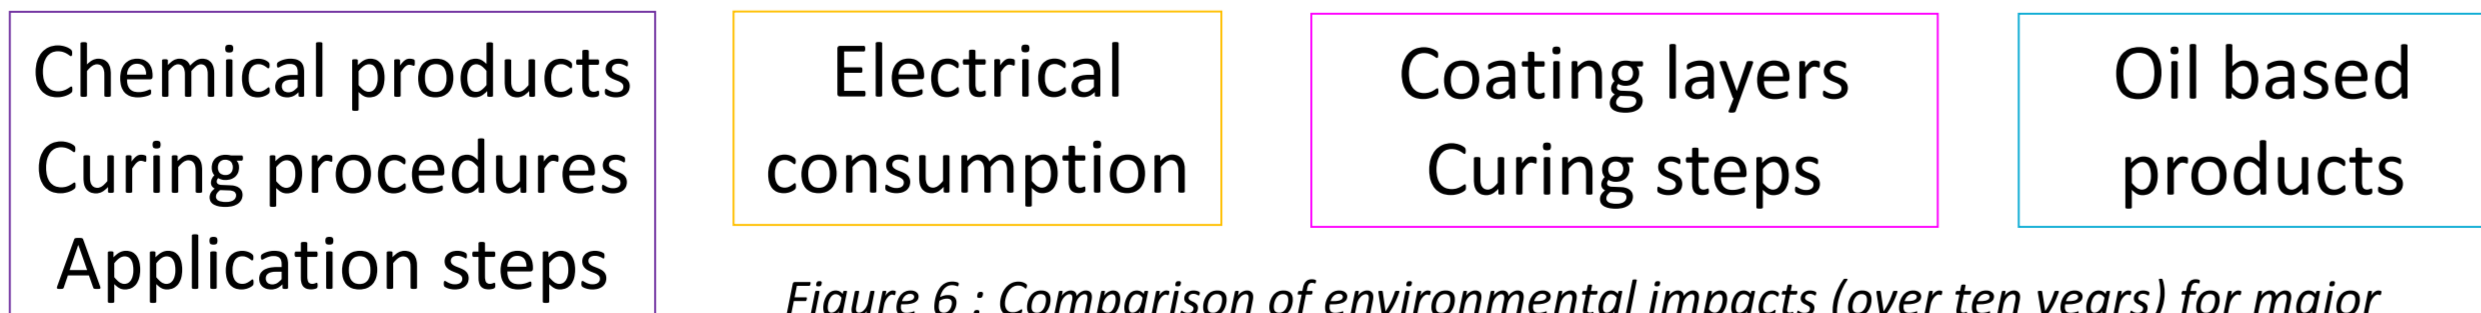 Chemical products
Curing procedures
Application steps
Electrical
consumption
Coating layers
Curing steps
Oil based
products
Figure 6 : Comparison of environmental impacts (over ten years) for major